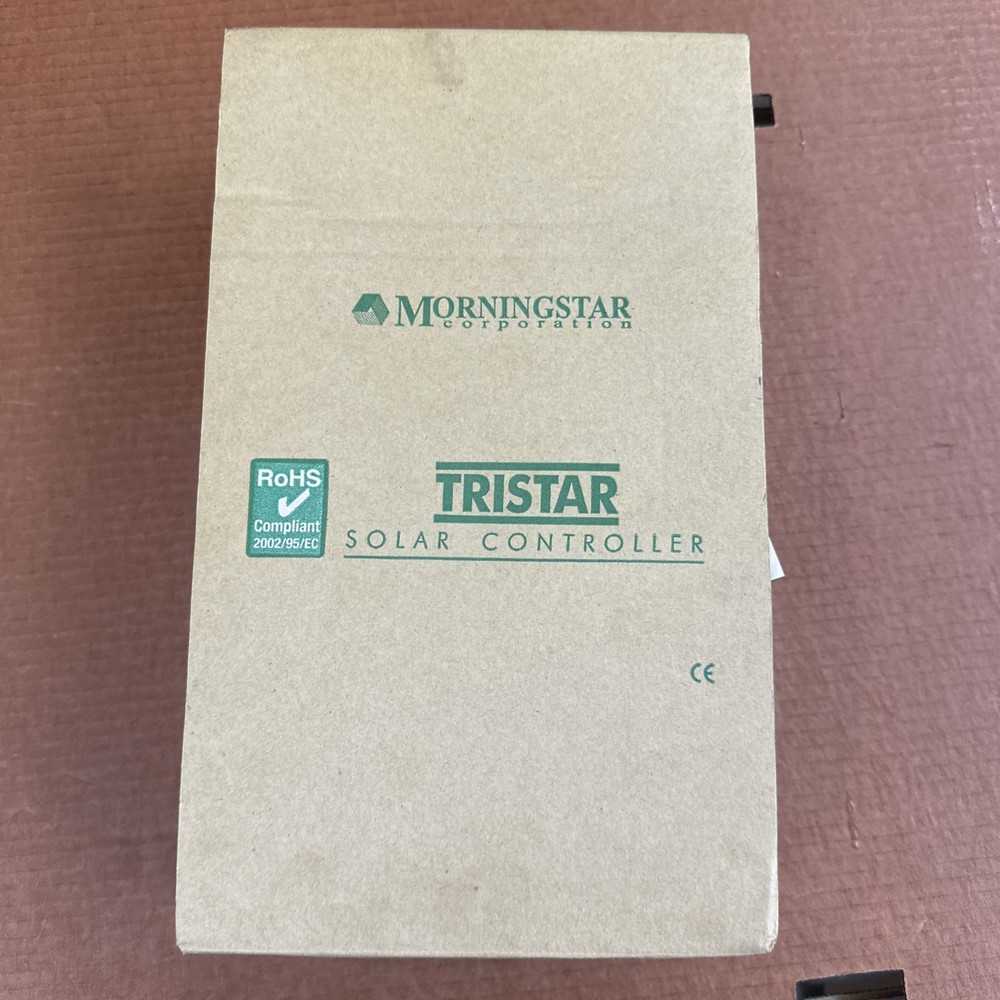 MORNINGSTAR
corporation
RoHS
Compliant
2002/95/EC
TRISTAR
SOLAR CONTROLLER
CE